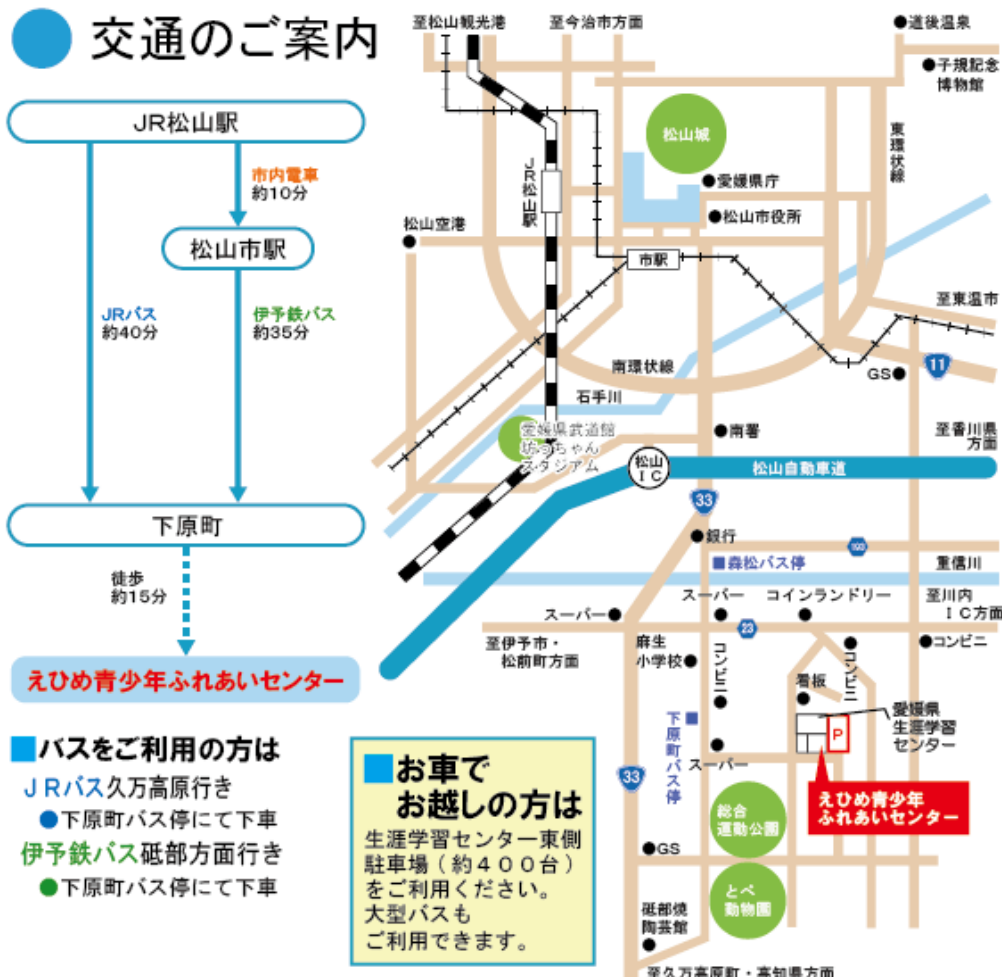 交通のご案内
JR松山駅
市内電車
約10分
松山市駅
JRバス
約40分
伊予鉄バス
約35分
下原町
徒歩
約15分
えひめ青少年ふれあいセンター
■バスをご利用の方は
JRバス久万高原行き
●下原町バス停にて下車
伊予鉄バス砥部方面行き
●下原町バス停にて下車
■お車で
お越しの方は
生涯学習センター東側
駐車場（約４００台）
をご利用ください。
大型バスも
ご利用できます。
至松山観光港
至今治市方面
●道後温泉
●子規記念
博物館
松山城
東環状線
JR松山駅
●愛媛県庁
●松山市役所
松山空港
市駅
至東温市
11
GS●
南環状線
石手川
愛媛県武道館
坊っちゃん
スタジアム
●南署
至香川県
方面
松山
ＩＣ
松山自動車道
33
●銀行
193
■森松バス停
重信川
スーパー●
スーパー
コインランドリー
至川内
ＩＣ方面
23
至伊予市・
松前町方面
麻生
小学校●
コンビニ
コンビニ
●コンビニ
看板
愛媛県
生涯学習
センター
P
下原町バス停
スーパー
33
えひめ青少年
ふれあいセンター
総合
運動公園
●GS
とべ
動物園
砥部焼
陶芸館
至久万高原町・高知県方面